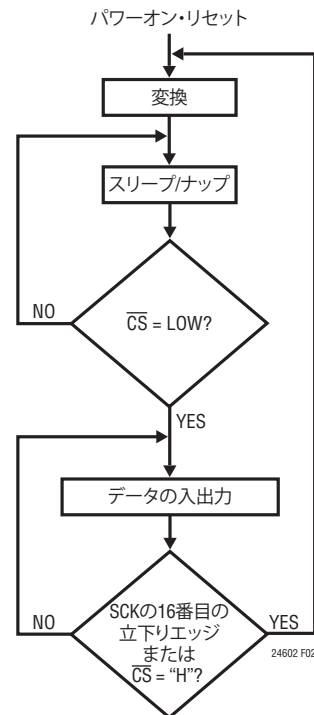 パワーオン・リセット
変換
スリープ/ナップ
CS = LOW?
NO
YES
データの入出力
SCKの16番目の
立下りエッジ
または
CS = “H”?
NO
YES
24602 F02